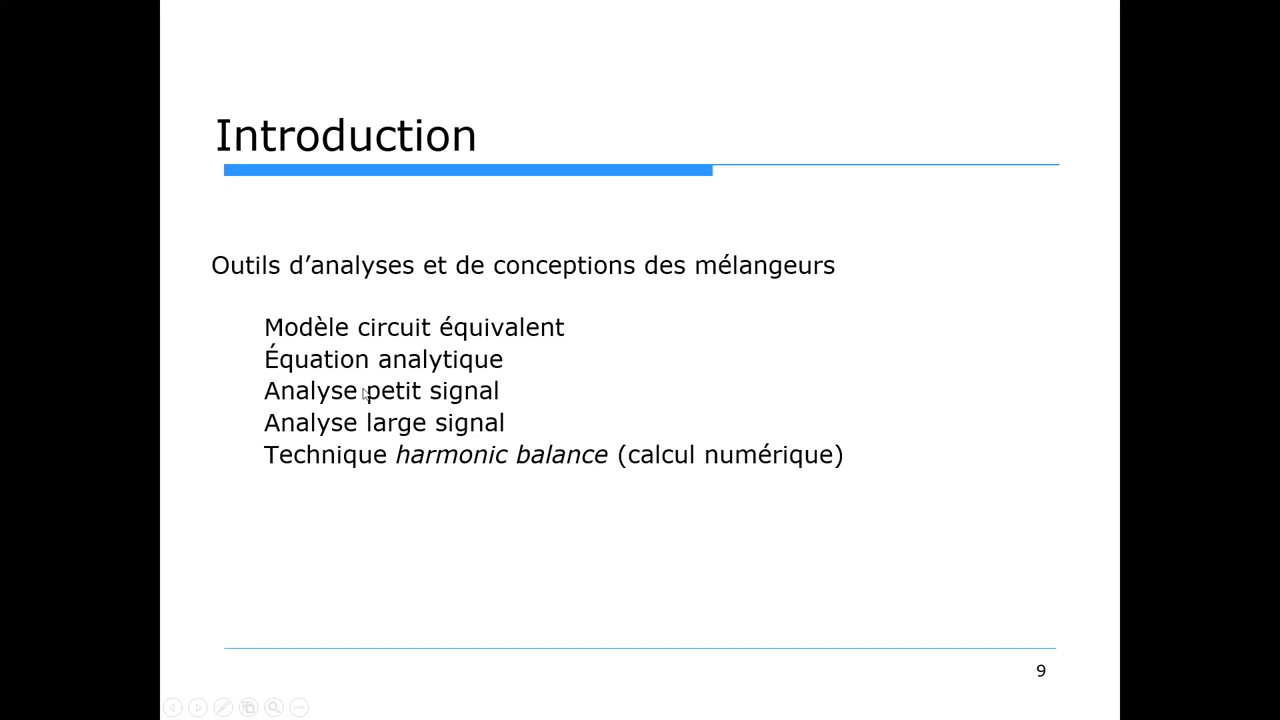 Introduction
Outils d’analyses et de conceptions des mélangeurs
Modèle circuit équivalent
Équation analytique
Analyse petit signal
Analyse large signal
Technique harmonic balance (calcul numérique)
9